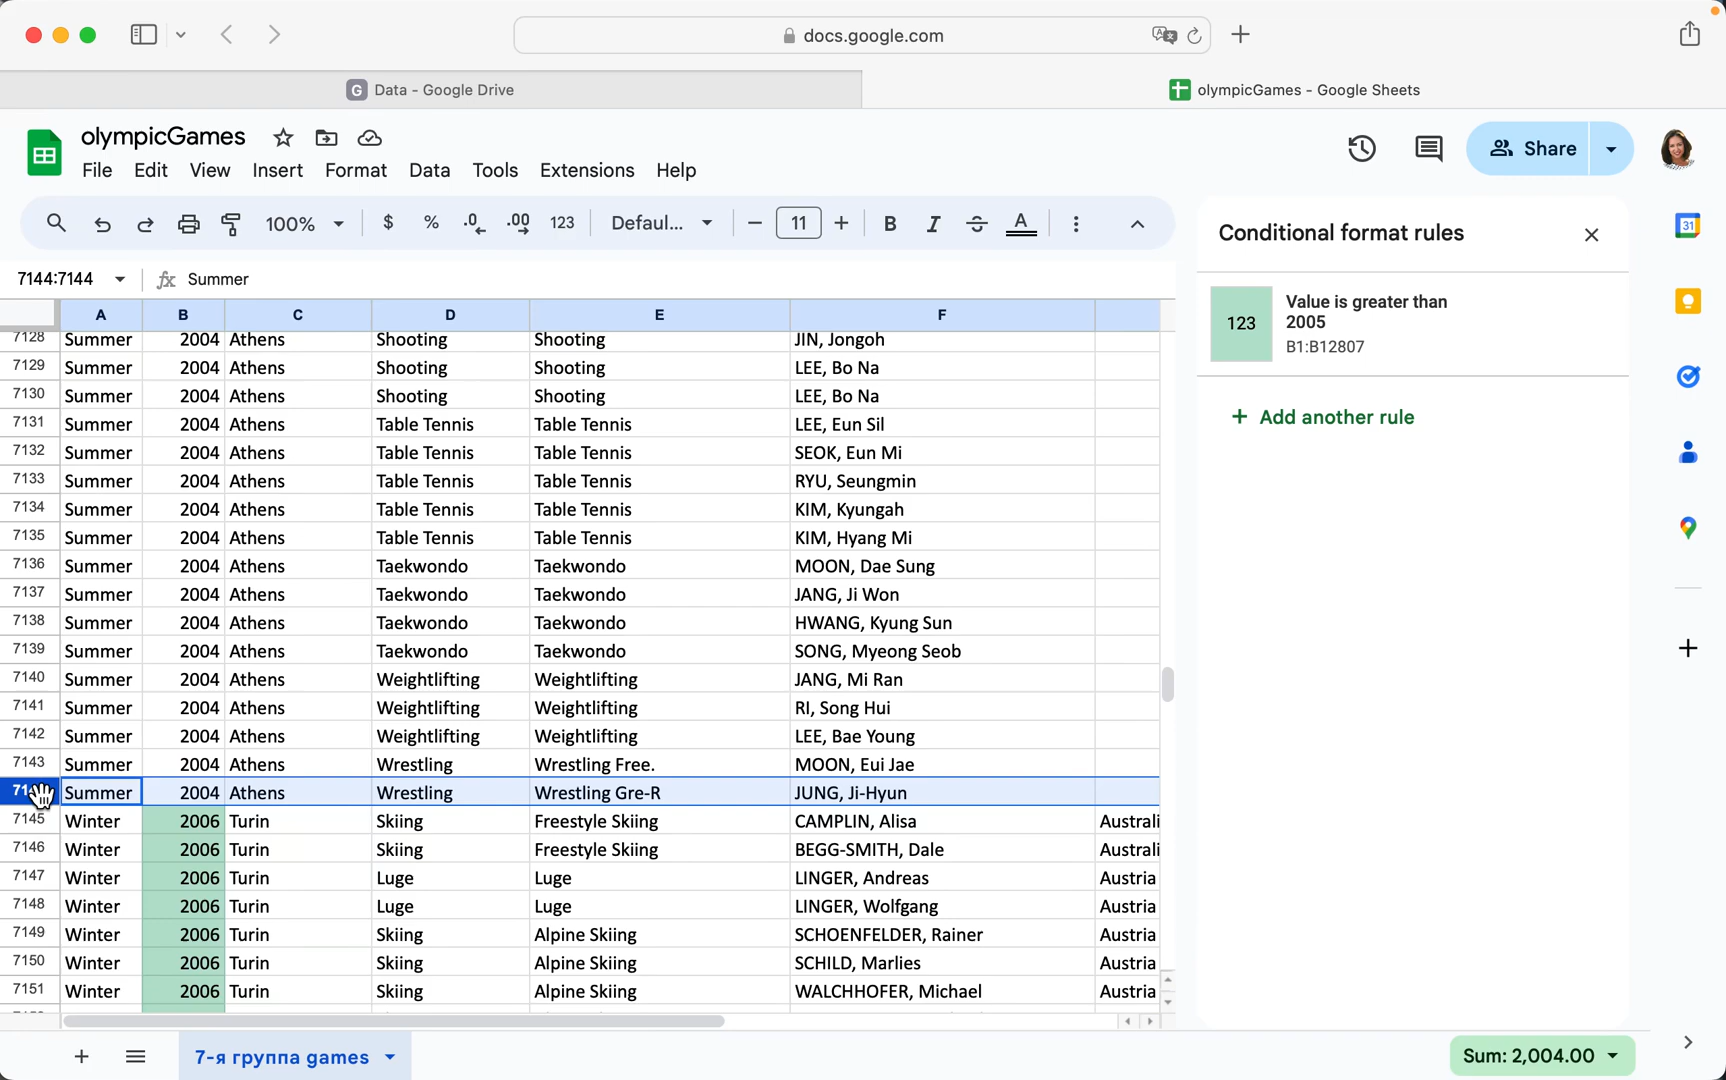 docs.google.com
G Data - Google Drive
olympicGames - Google Sheets
olympicGames
File Edit View Insert Format Data Tools Extensions Help
Share
100% $ % .0 .00 123 Defaul... 11 B I S A
7144:7144 fx Summer
A B C D E F
7128 Summer 2004 Athens Shooting Shooting JIN, Jongoh
7129 Summer 2004 Athens Shooting Shooting LEE, Bo Na
7130 Summer 2004 Athens Shooting Shooting LEE, Bo Na
7131 Summer 2004 Athens Table Tennis Table Tennis LEE, Eun Sil
7132 Summer 2004 Athens Table Tennis Table Tennis SEOK, Eun Mi
7133 Summer 2004 Athens Table Tennis Table Tennis RYU, Seungmin
7134 Summer 2004 Athens Table Tennis Table Tennis KIM, Kyungah
7135 Summer 2004 Athens Table Tennis Table Tennis KIM, Hyang Mi
7136 Summer 2004 Athens Taekwondo Taekwondo MOON, Dae Sung
7137 Summer 2004 Athens Taekwondo Taekwondo JANG, Ji Won
7138 Summer 2004 Athens Taekwondo Taekwondo HWANG, Kyung Sun
7139 Summer 2004 Athens Taekwondo Taekwondo SONG, Myeong Seob
7140 Summer 2004 Athens Weightlifting Weightlifting JANG, Mi Ran
7141 Summer 2004 Athens Weightlifting Weightlifting RI, Song Hui
7142 Summer 2004 Athens Weightlifting Weightlifting LEE, Bae Young
7143 Summer 2004 Athens Wrestling Wrestling Free. MOON, Eui Jae
71 Summer 2004 Athens Wrestling Wrestling Gre-R JUNG, Ji-Hyun
7145 Winter 2006 Turin Skiing Freestyle Skiing CAMPLIN, Alisa Australi
7146 Winter 2006 Turin Skiing Freestyle Skiing BEGG-SMITH, Dale Australi
7147 Winter 2006 Turin Luge Luge LINGER, Andreas Austria
7148 Winter 2006 Turin Luge Luge LINGER, Wolfgang Austria
7149 Winter 2006 Turin Skiing Alpine Skiing SCHOENFELDER, Rainer Austria
7150 Winter 2006 Turin Skiing Alpine Skiing SCHILD, Marlies Austria
7151 Winter 2006 Turin Skiing Alpine Skiing WALCHHOFER, Michael Austria
7-я группа games
Sum: 2,004.00
Conditional format rules
123
Value is greater than
2005
B1:B12807
+ Add another rule
31